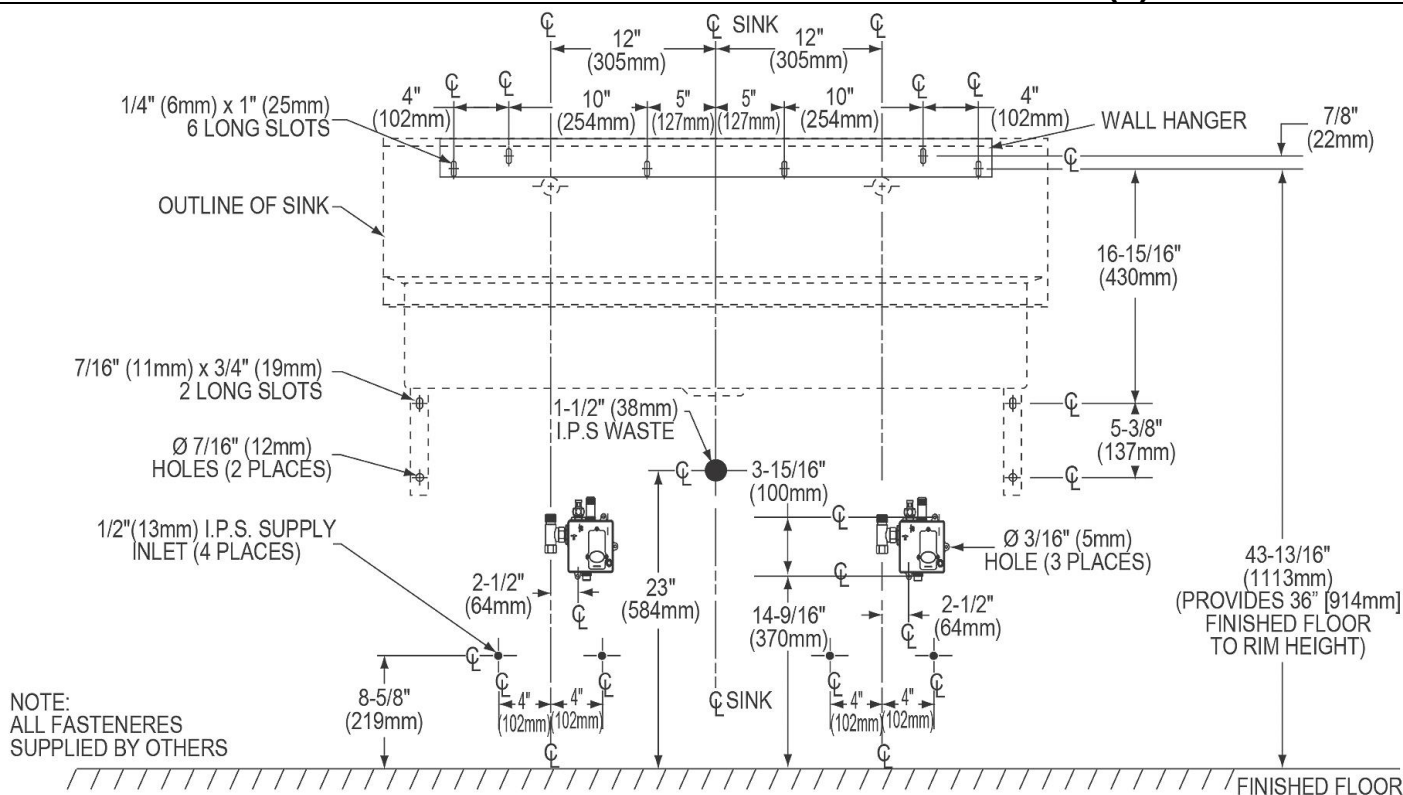 ℄
℄ SINK
℄
12"
(305mm)
12"
(305mm)
℄
℄
℄
℄
1/4" (6mm) x 1" (25mm)
6 LONG SLOTS
4"
(102mm)
10"
(254mm)
5"
(127mm)
5"
(127mm)
10"
(254mm)
4"
(102mm)
WALL HANGER
7/8"
(22mm)
℄
OUTLINE OF SINK
16-15/16"
(430mm)
7/16" (11mm) x 3/4" (19mm)
2 LONG SLOTS
℄
1-1/2" (38mm)
I.P.S WASTE
5-3/8"
(137mm)
Ø 7/16" (12mm)
HOLES (2 PLACES)
℄
3-15/16"
(100mm)
℄
℄
1/2"(13mm) I.P.S. SUPPLY
INLET (4 PLACES)
Ø 3/16" (5mm)
HOLE (3 PLACES)
43-13/16"
(1113mm)
(PROVIDES 36” [914mm]
FINISHED FLOOR
TO RIM HEIGHT)
℄
2-1/2"
(64mm)
℄
23"
(584mm)
14-9/16"
(370mm)
2-1/2"
(64mm)
℄
℄
℄
℄
℄
℄
8-5/8"
(219mm)
4"
(102mm)
4"
(102mm)
℄ SINK
4"
(102mm)
4"
(102mm)
NOTE:
ALL FASTENERES
SUPPLIED BY OTHERS
℄
℄
FINISHED FLOOR